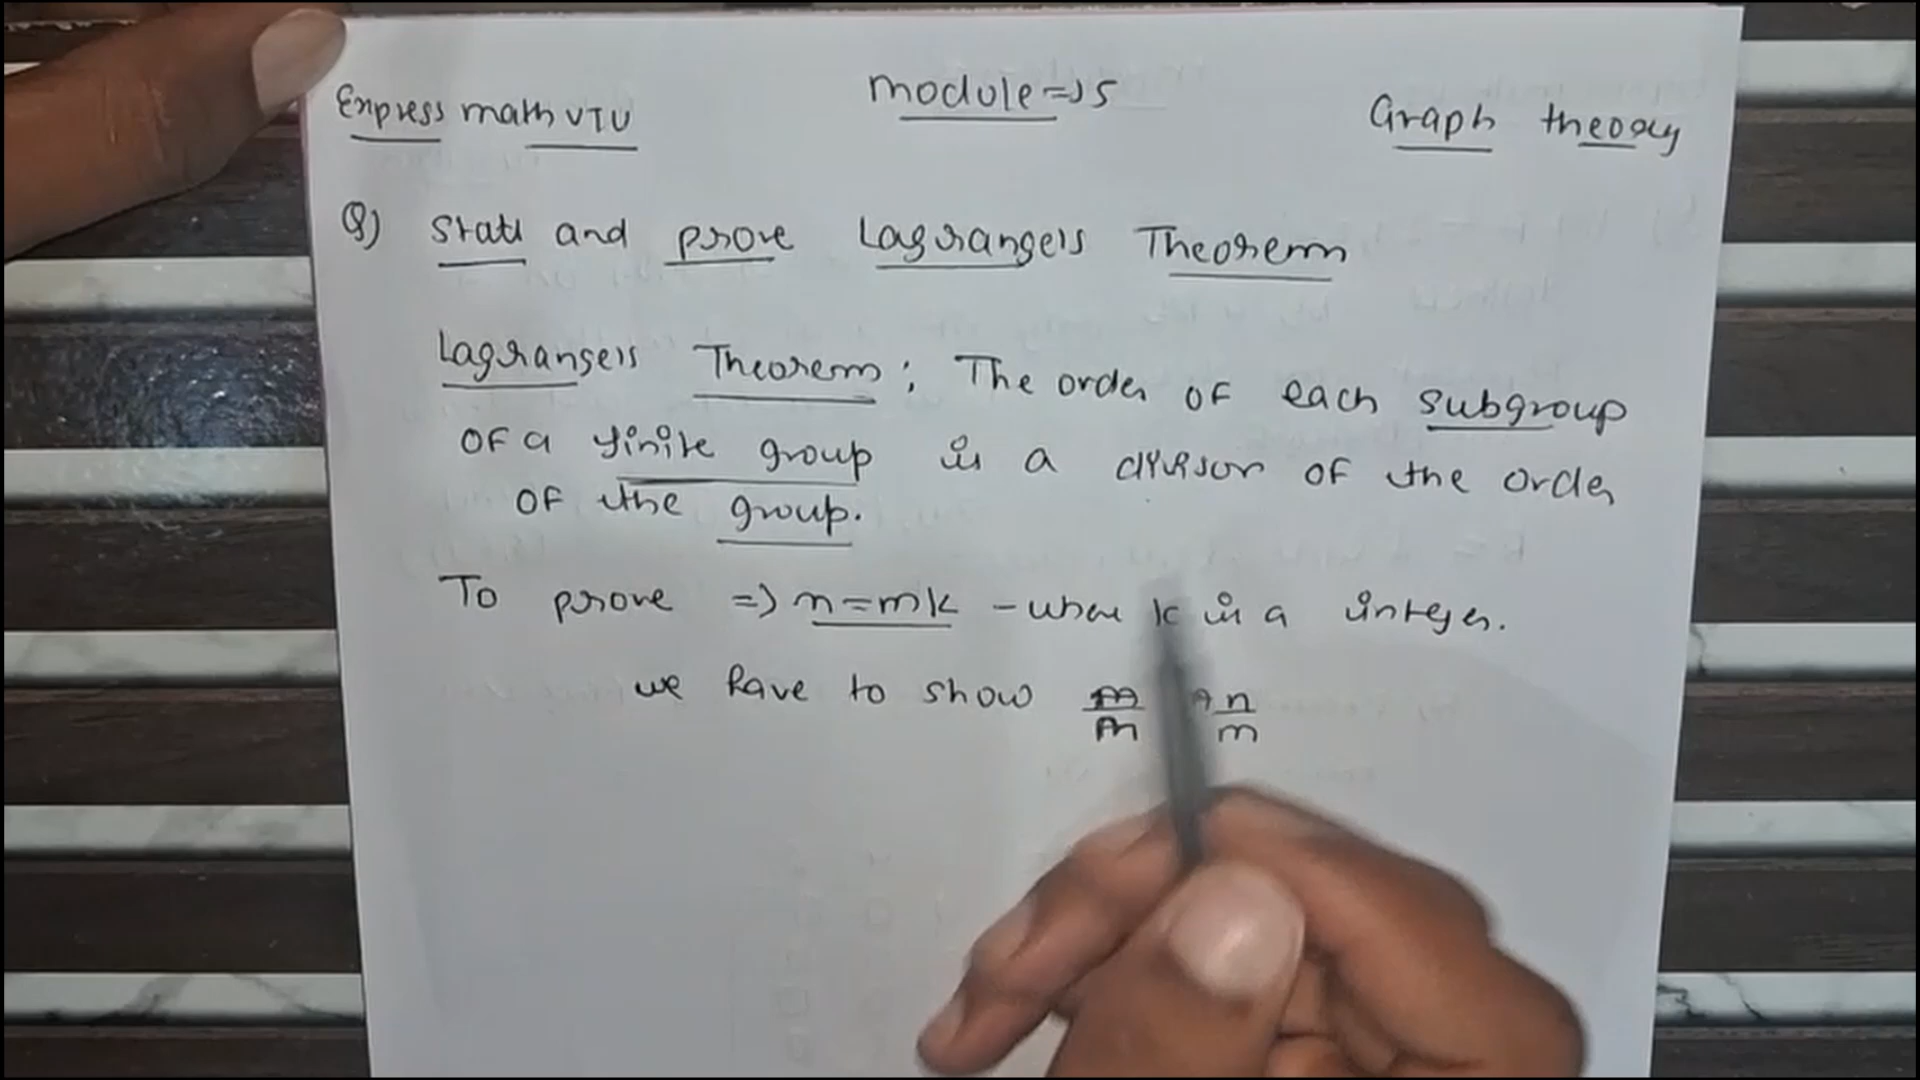 Express math VTU
module => 5
Graph theory
Q) State and prove Lagrange's Theorem
Lagrange's Theorem : The order of each subgroup
of a finite group is a divisor of the order
of the group.
To prove => n = mk - where k is a integer.
we have to show n/m